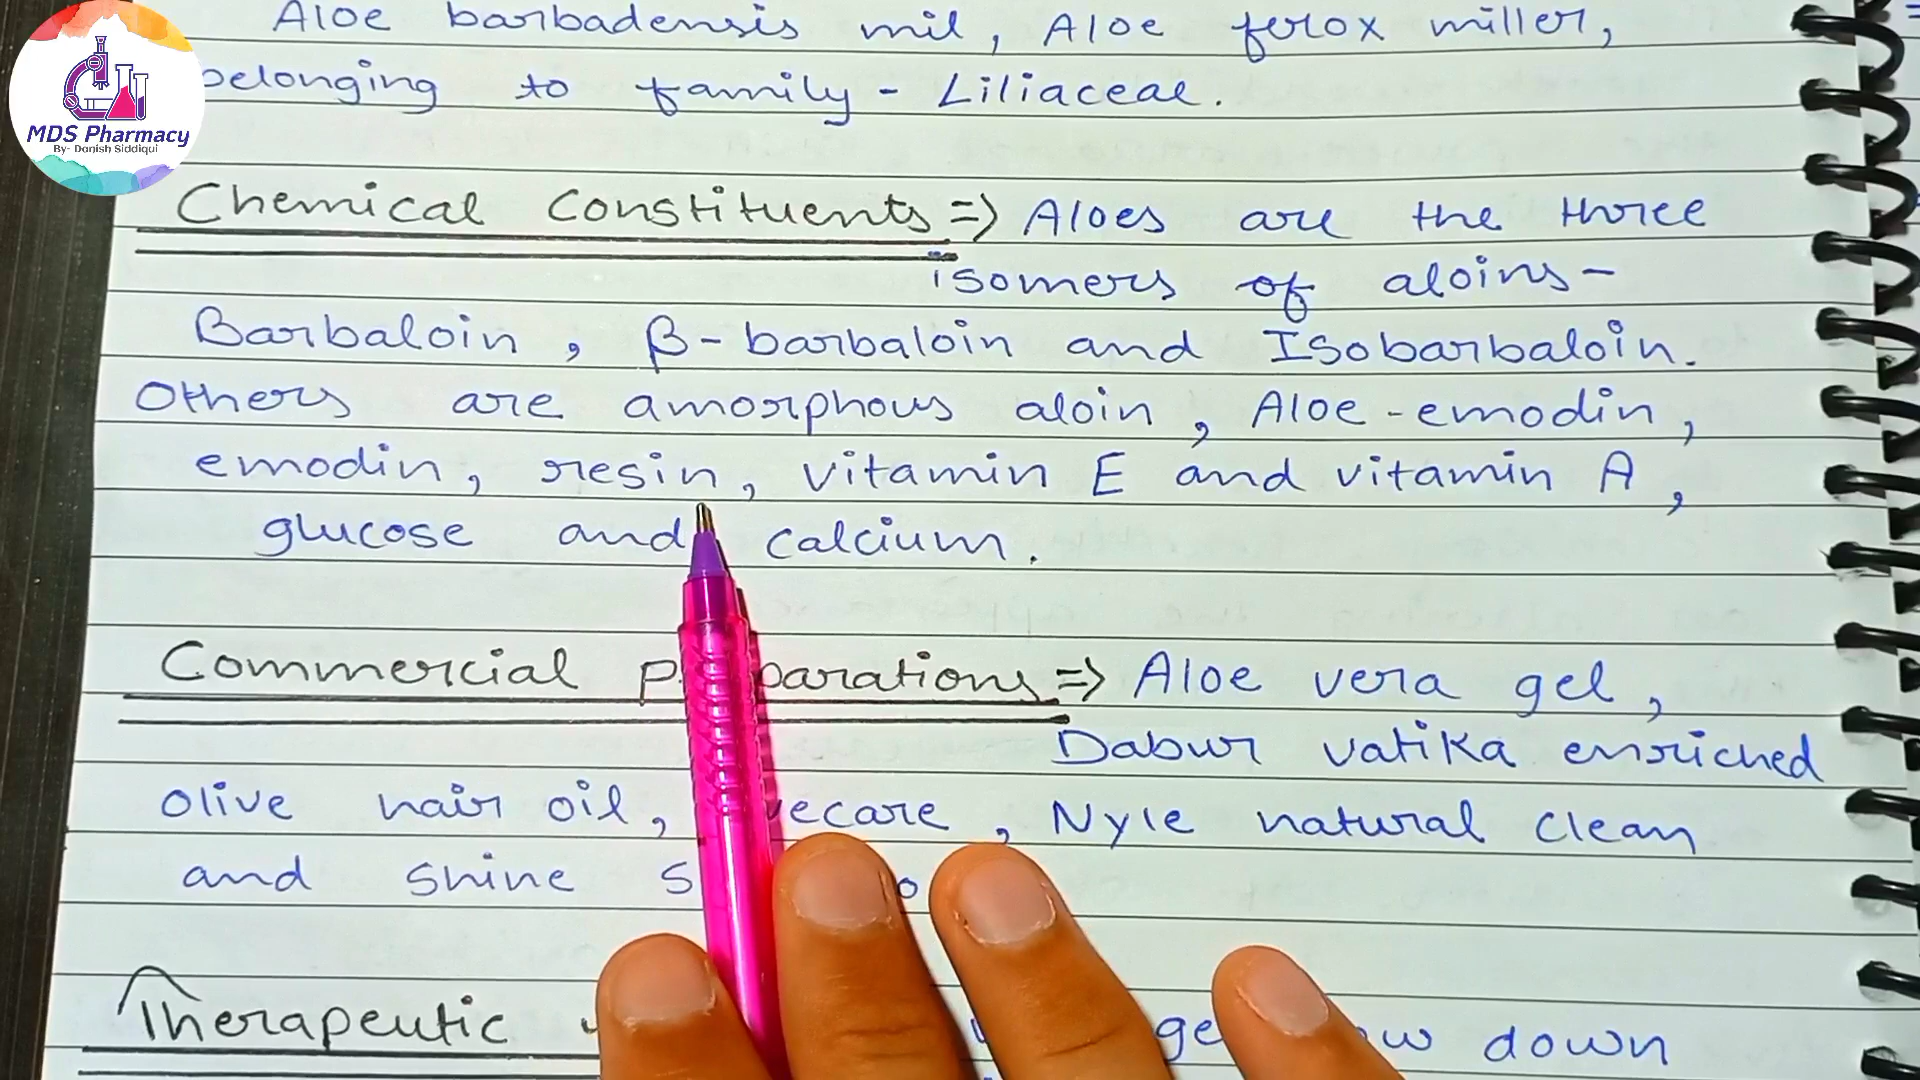 Aloe barbadensis mil, Aloe ferox miller,
belonging to family - Liliaceae.
MDS Pharmacy
By- Danish Siddiqui
Chemical Constituents => Aloes are the three
isomers of aloins-
Barbaloin, β-barbaloin and Isobarbaloin.
Others are amorphous aloin, Aloe-emodin,
emodin, resin, vitamin E and vitamin A,
glucose and calcium.
Commercial => Aloe vera gel,
Dabur vatika enriched
olive hair oil, Nyle natural clean
and shine
Therapeutic down